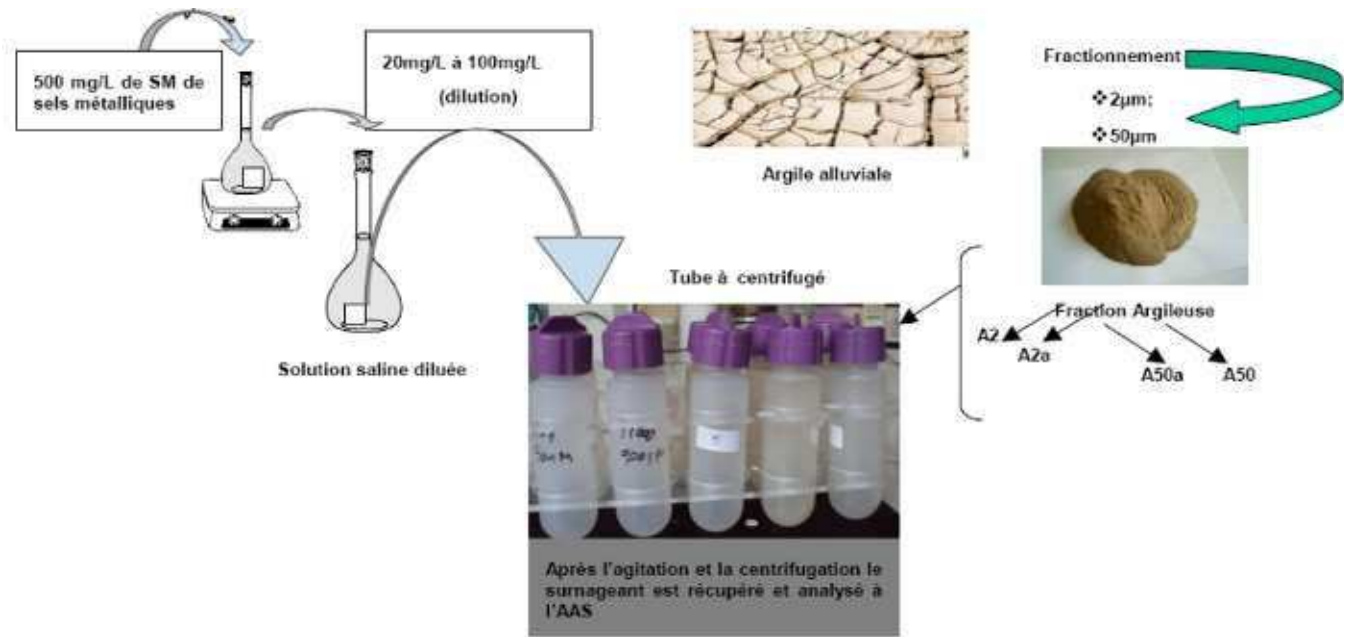 500 mg/L de SM de
sels métalliques
20mg/L à 100mg/L
(dilution)
Solution saline diluée
Argile alluviale
Fractionnement
❖2µm;
❖50µm
Tube à centrifugé
Fraction Argileuse
A2
A2a
A50a
A50
Après l'agitation et la centrifugation le
surnageant est récupéré et analysé à
l'AAS